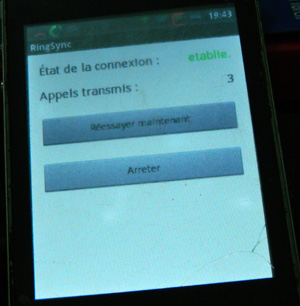 19:43
RingSync
État de la connexion : etablie.
Appels transmis : 3
Réessayer maintenant
Arreter